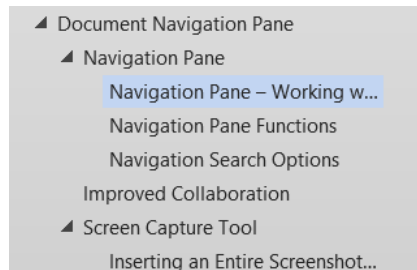 Document Navigation Pane
Navigation Pane
Navigation Pane – Working w...
Navigation Pane Functions
Navigation Search Options
Improved Collaboration
Screen Capture Tool
Inserting an Entire Screenshot...